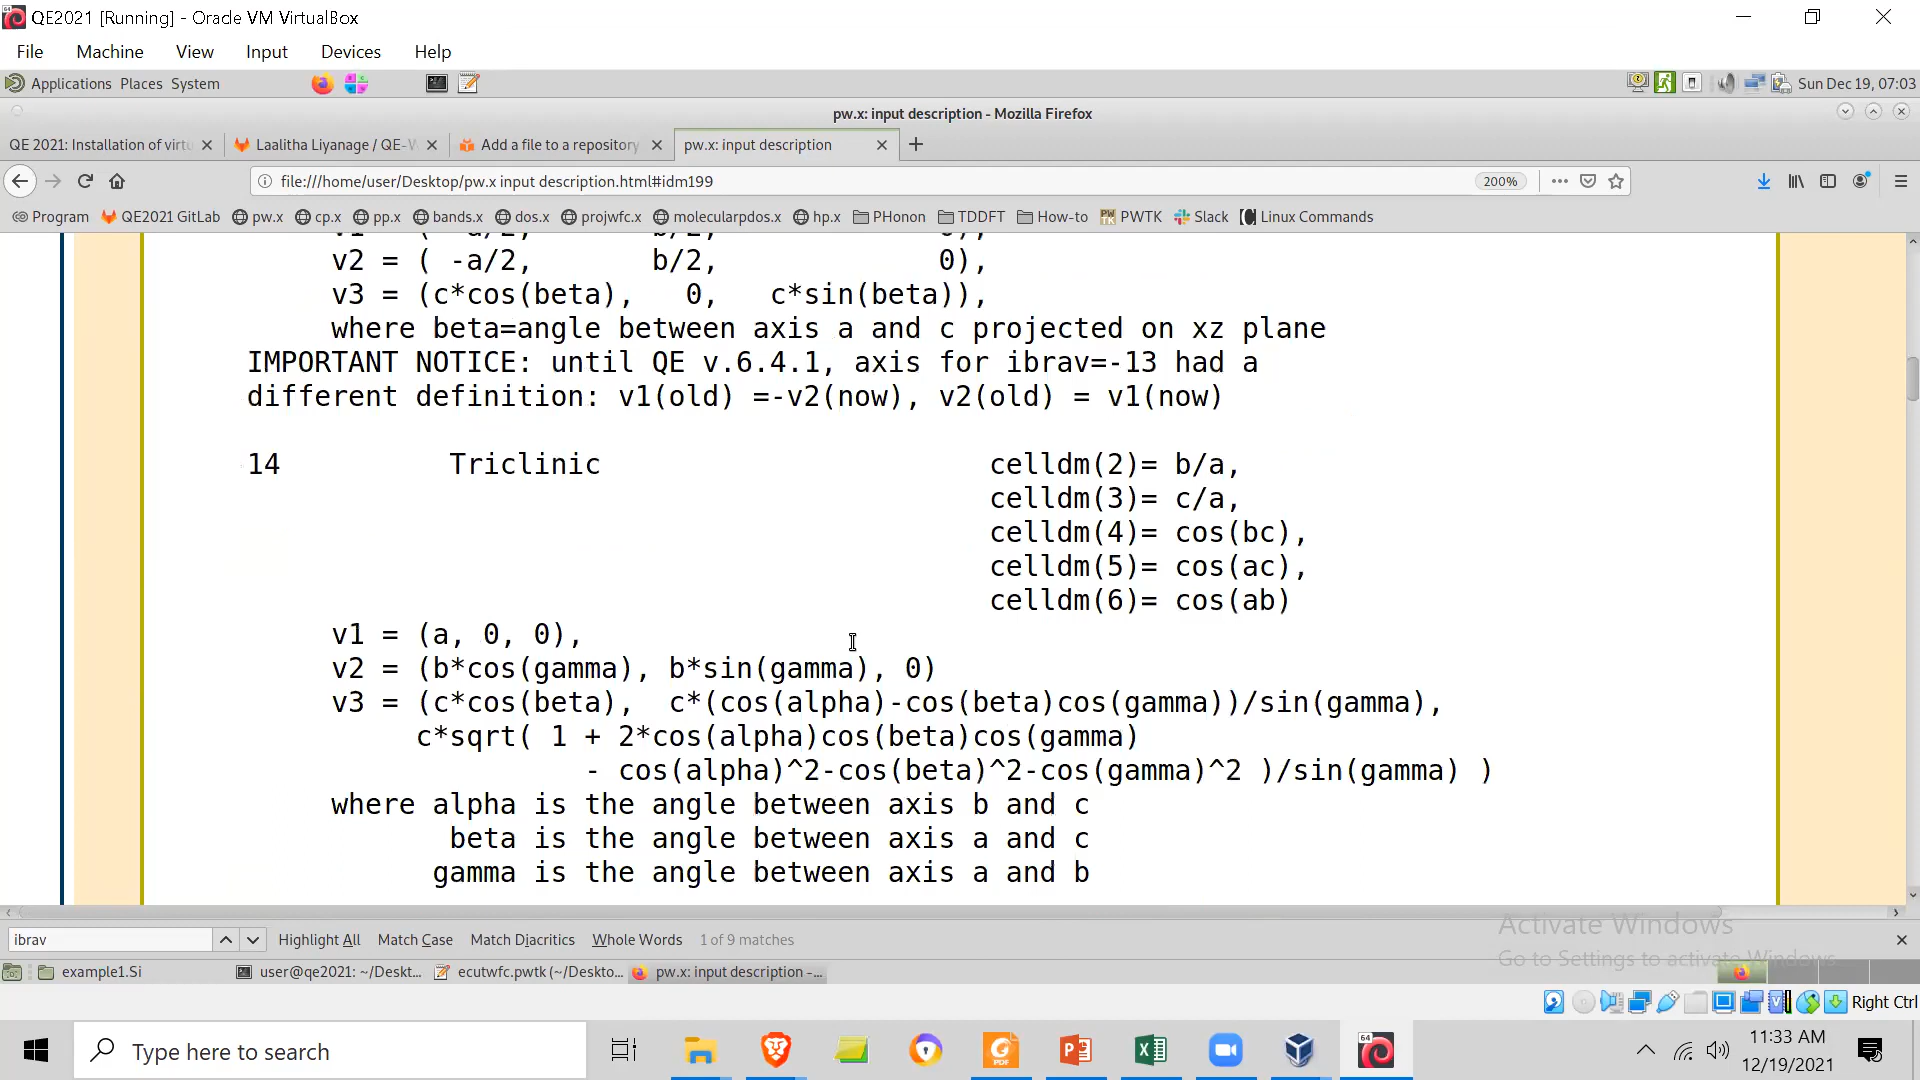 QE2021 [Running] - Oracle VM VirtualBox
File Machine View Input Devices Help
Applications Places System
Sun Dec 19, 07:03
pw.x: input description - Mozilla Firefox
QE 2021: Installation of virtu
Laalitha Liyanage / QE-W
Add a file to a repository
pw.x: input description
file:///home/user/Desktop/pw.x input description.html#idm199
200%
Program QE2021 GitLab pw.x cp.x pp.x bands.x dos.x projwfc.x molecularpdos.x hp.x PHonon TDDFT How-to PWTK Slack Linux Commands
v2 = ( -a/2, b/2, 0),
v3 = (c*cos(beta), 0, c*sin(beta)),
where beta=angle between axis a and c projected on xz plane
IMPORTANT NOTICE: until QE v.6.4.1, axis for ibrav=-13 had a
different definition: v1(old) =-v2(now), v2(old) = v1(now)
14 Triclinic celldm(2)= b/a,
celldm(3)= c/a,
celldm(4)= cos(bc),
celldm(5)= cos(ac),
celldm(6)= cos(ab)
v1 = (a, 0, 0),
v2 = (b*cos(gamma), b*sin(gamma), 0)
v3 = (c*cos(beta), c*(cos(alpha)-cos(beta)cos(gamma))/sin(gamma),
c*sqrt( 1 + 2*cos(alpha)cos(beta)cos(gamma)
- cos(alpha)^2-cos(beta)^2-cos(gamma)^2 )/sin(gamma) )
where alpha is the angle between axis b and c
beta is the angle between axis a and c
gamma is the angle between axis a and b
Activate Windows
Go to Settings to activate Windows.
ibrav
Highlight All Match Case Match Diacritics Whole Words 1 of 9 matches
example1.Si
user@qe2021: ~/Deskt...
ecutwfc.pwtk (~/Deskto...
pw.x: input description -...
Right Ctrl
Type here to search
11:33 AM
12/19/2021